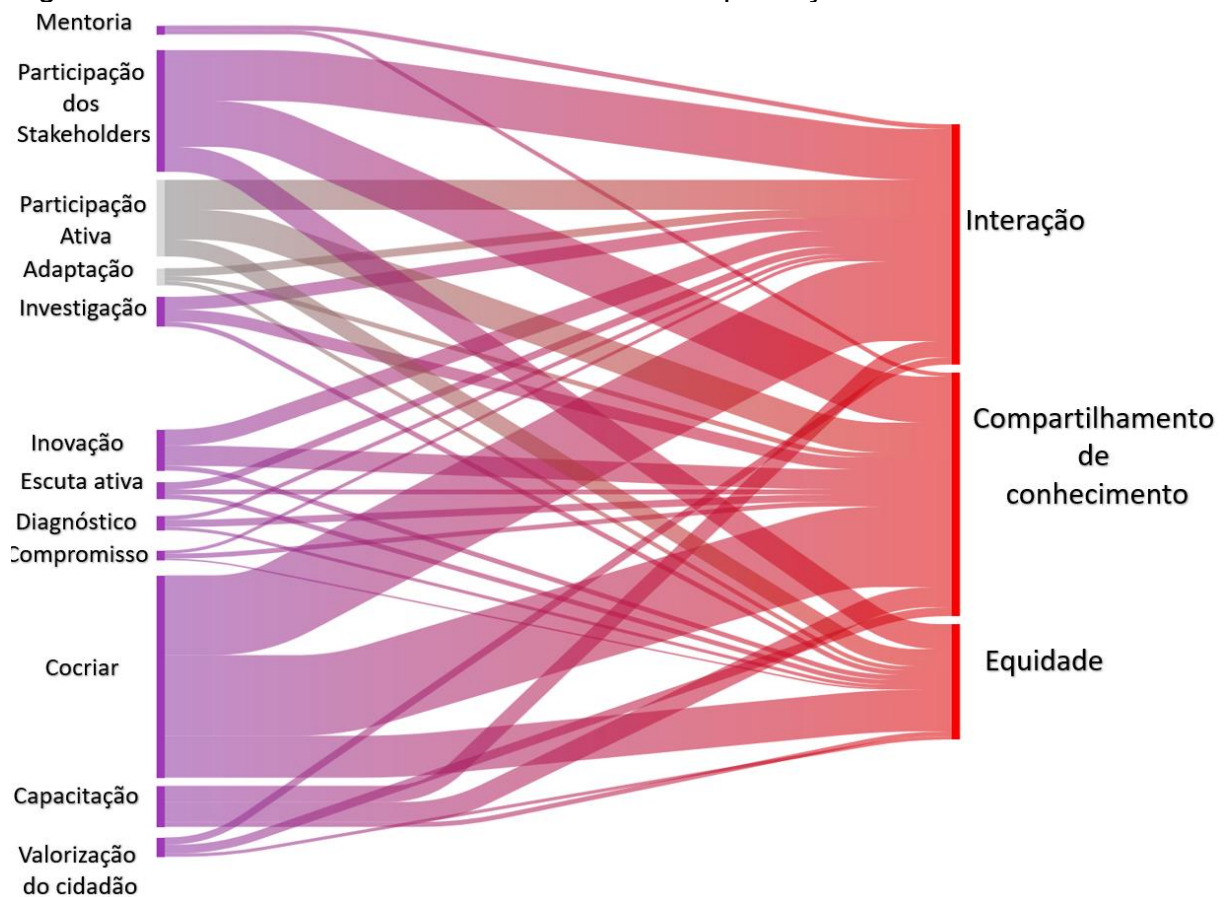 Mentoria
Participação
dos
Stakeholders
Participação
Ativa
Adaptação
Investigação
Inovação
Escuta ativa
Diagnóstico
Compromisso
Cocriar
Capacitação
Valorização
do cidadão
Interação
Compartilhamento
de
conhecimento
Equidade